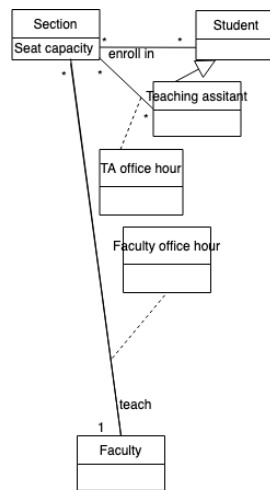 Section
Student
Seat capacity
*
*
enroll in
*
*
Teaching assitant
*
TA office hour
Faculty office hour
teach
1
Faculty